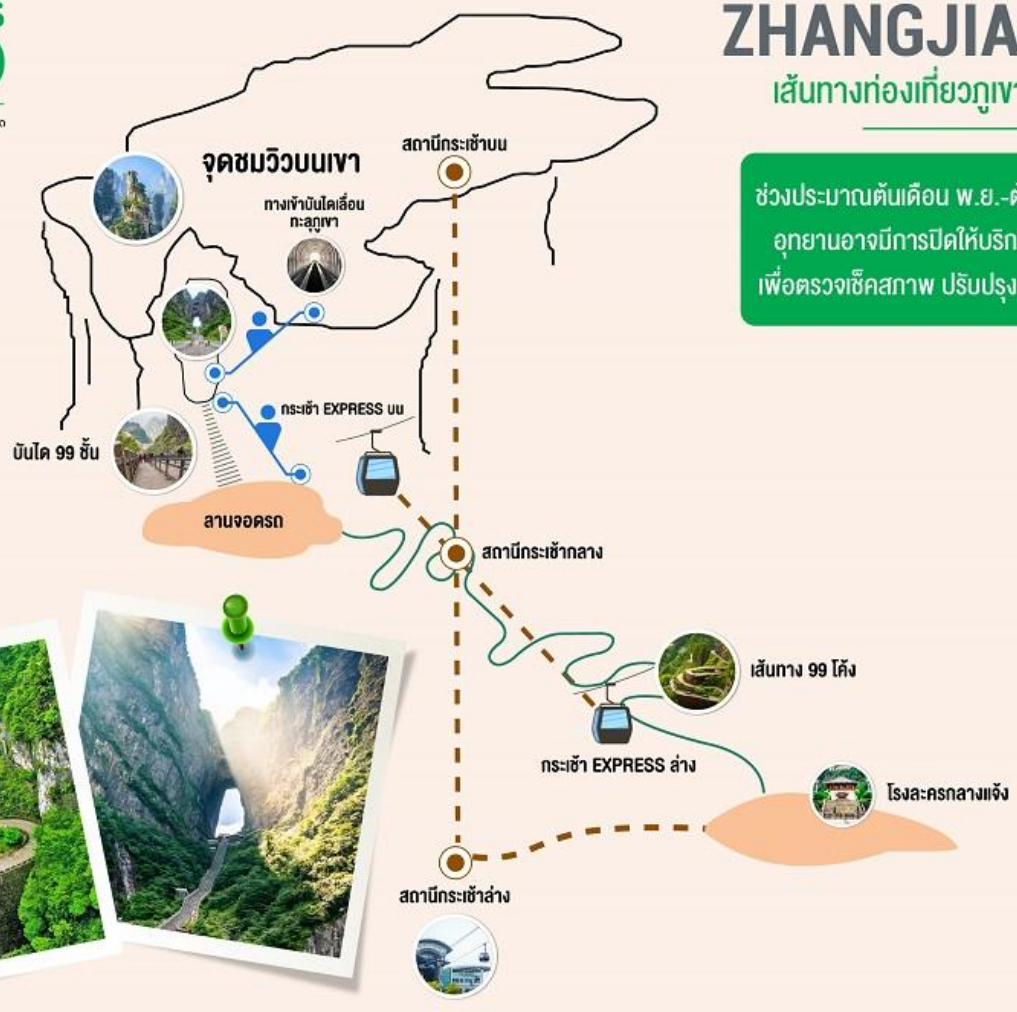 ZHANGJIA
เส้นทางท่องเที่ยวภูเขา
ช่วงประมาณต้นเดือน พ.ย.-ต้
อุทยานอาจมีการปิดให้บริก
เพื่อตรวจเช็คสภาพ ปรับปรุง
สถานีกระเช้าบน
จุดชมวิวบนเขา
ทางเข้าบันไดเลื่อน
ทะลุภูเขา
กระเช้า EXPRESS บน
บันได 99 ชั้น
ลานจอดรถ
สถานีกระเช้ากลาง
เส้นทาง 99 โค้ง
กระเช้า EXPRESS ล่าง
โรงละครกลางแจ้ง
สถานีกระเช้าล่าง